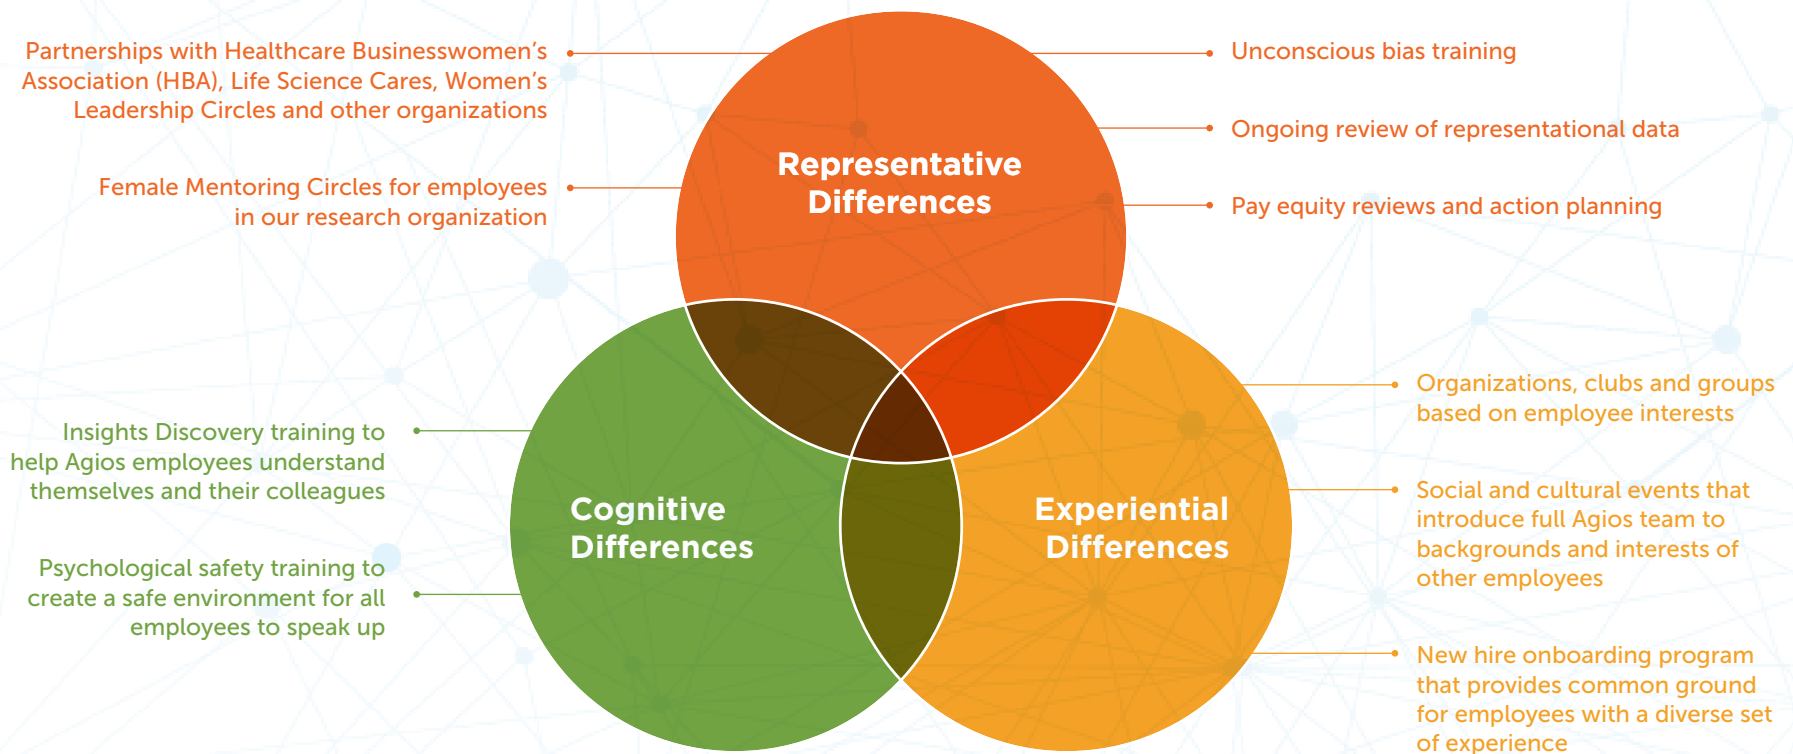 Partnerships with Healthcare Businesswomen's
Association (HBA), Life Science Cares, Women's
Leadership Circles and other organizations
Female Mentoring Circles for employees
in our research organization
Representative
Differences
Unconscious bias training
Ongoing review of representational data
Pay equity reviews and action planning
Insights Discovery training to
help Agios employees understand
themselves and their colleagues
Psychological safety training to
create a safe environment for all
employees to speak up
Cognitive
Differences
Experiential
Differences
Organizations, clubs and groups
based on employee interests
Social and cultural events that
introduce full Agios team to
backgrounds and interests of
other employees
New hire onboarding program
that provides common ground
for employees with a diverse set
of experience